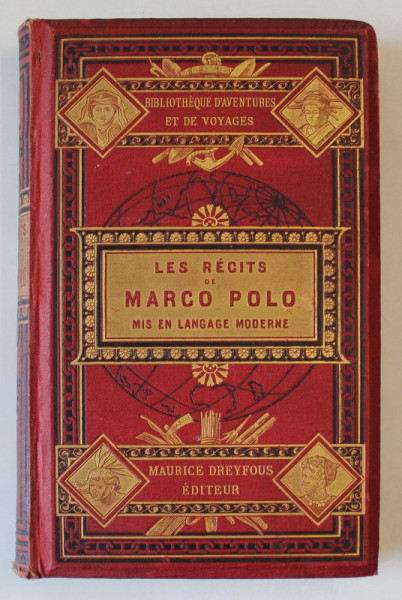 BIBLIOTHÈQUE D'AVENTURES
ET DE VOYAGES
LES RÉCITS
DE
MARCO POLO
MIS EN LANGAGE MODERNE
MAURICE DREYFOUS
ÉDITEUR